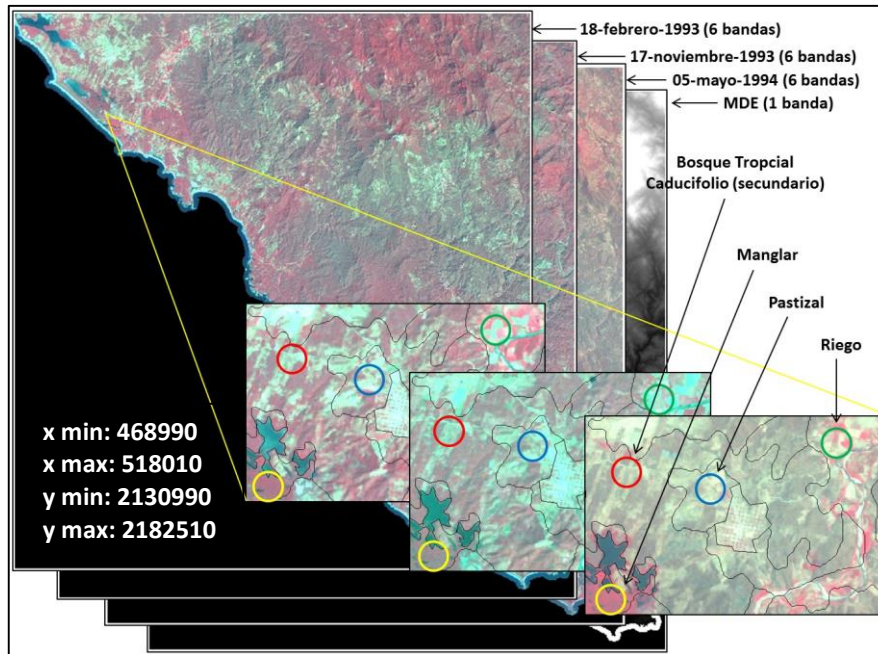 18-febrero-1993 (6 bandas)
17-noviembre-1993 (6 bandas)
05-mayo-1994 (6 bandas)
MDE (1 banda)
Bosque Tropcial
Caducifolio (secundario)
Manglar
Pastizal
Riego
x min: 468990
x max: 518010
y min: 2130990
y max: 2182510